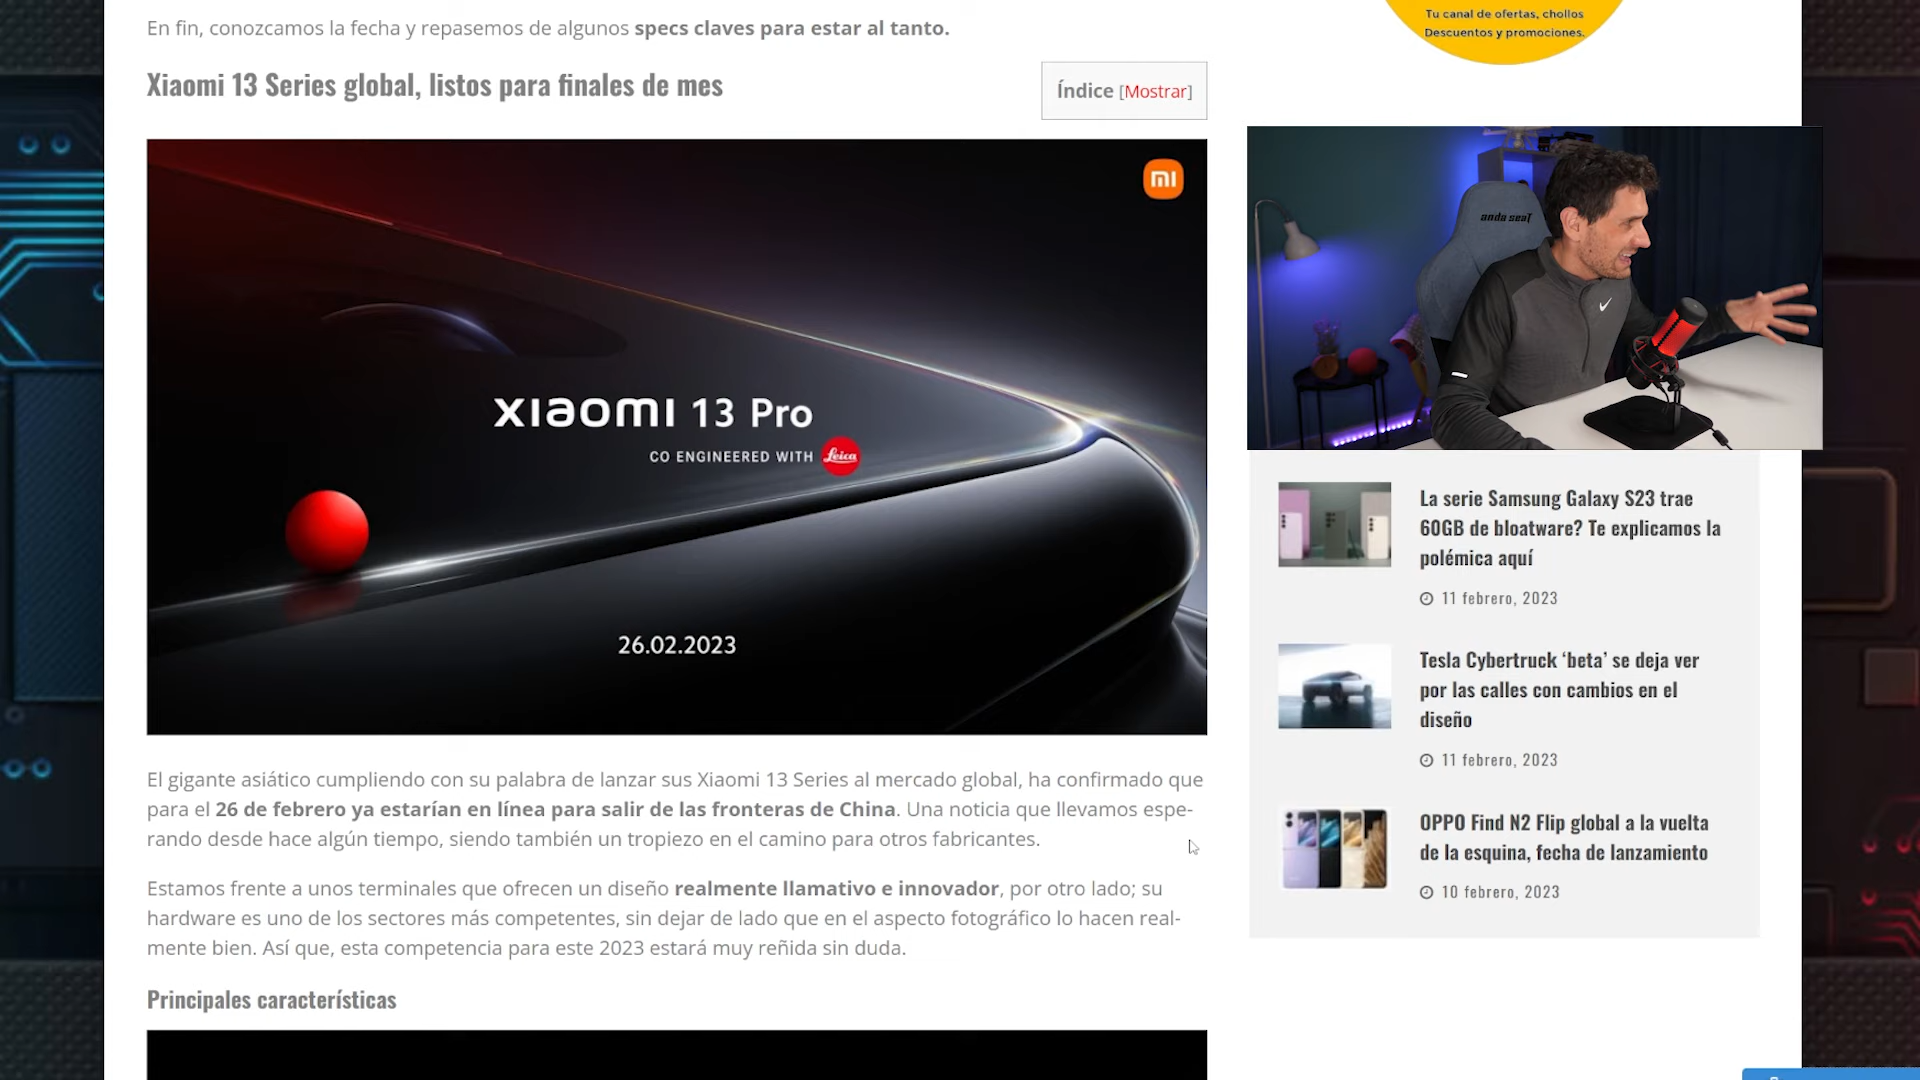 Tu canal de ofertas, chollos
Descuentos y promociones.
En fin, conozcamos la fecha y repasemos de algunos specs claves para estar al tanto.
Xiaomi 13 Series global, listos para finales de mes
Índice [Mostrar]
mi
xiaomi 13 Pro
CO ENGINEERED WITH Leica
26.02.2023
anda seaT
El gigante asiático cumpliendo con su palabra de lanzar sus Xiaomi 13 Series al mercado global, ha confirmado que
para el 26 de febrero ya estarían en línea para salir de las fronteras de China. Una noticia que llevamos espe-
rando desde hace algún tiempo, siendo también un tropiezo en el camino para otros fabricantes.
Estamos frente a unos terminales que ofrecen un diseño realmente llamativo e innovador, por otro lado; su
hardware es uno de los sectores más competentes, sin dejar de lado que en el aspecto fotográfico lo hacen real-
mente bien. Así que, esta competencia para este 2023 estará muy reñida sin duda.
Principales características
La serie Samsung Galaxy S23 trae
60GB de bloatware? Te explicamos la
polémica aquí
11 febrero, 2023
Tesla Cybertruck ‘beta’ se deja ver
por las calles con cambios en el
diseño
11 febrero, 2023
OPPO Find N2 Flip global a la vuelta
de la esquina, fecha de lanzamiento
10 febrero, 2023